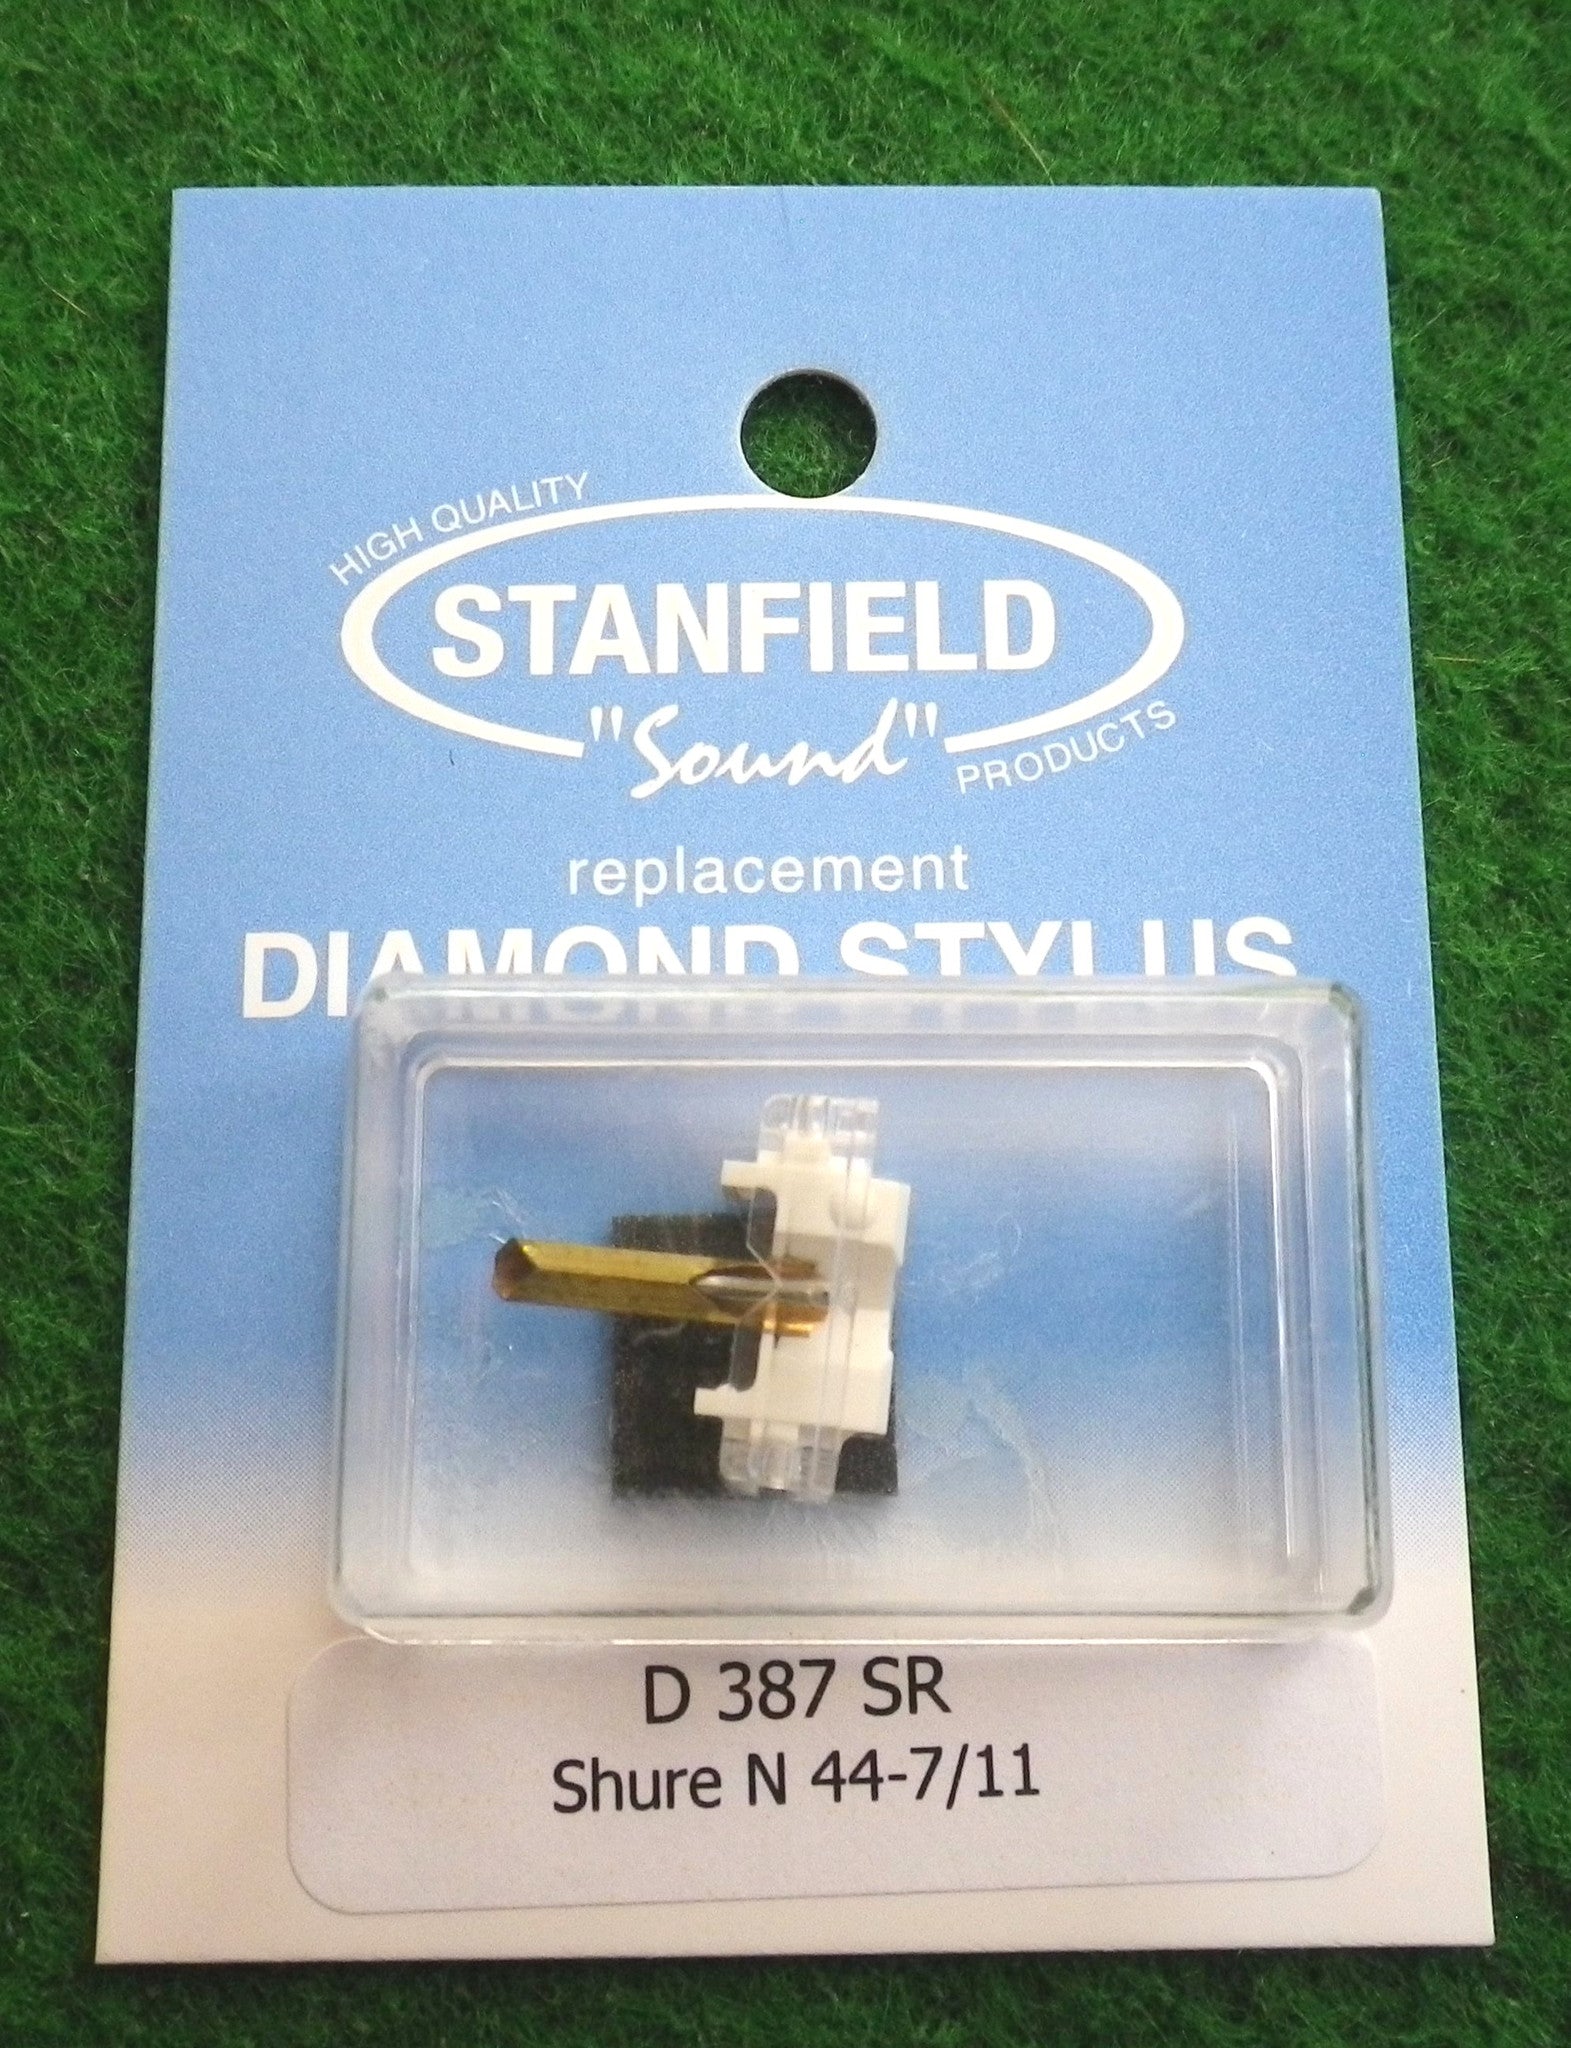 HIGH QUALITY
STANFIELD
"Sound"
PRODUCTS
replacement
DIAMOND STYLUS
D 387 SR
Shure N 44-7/11